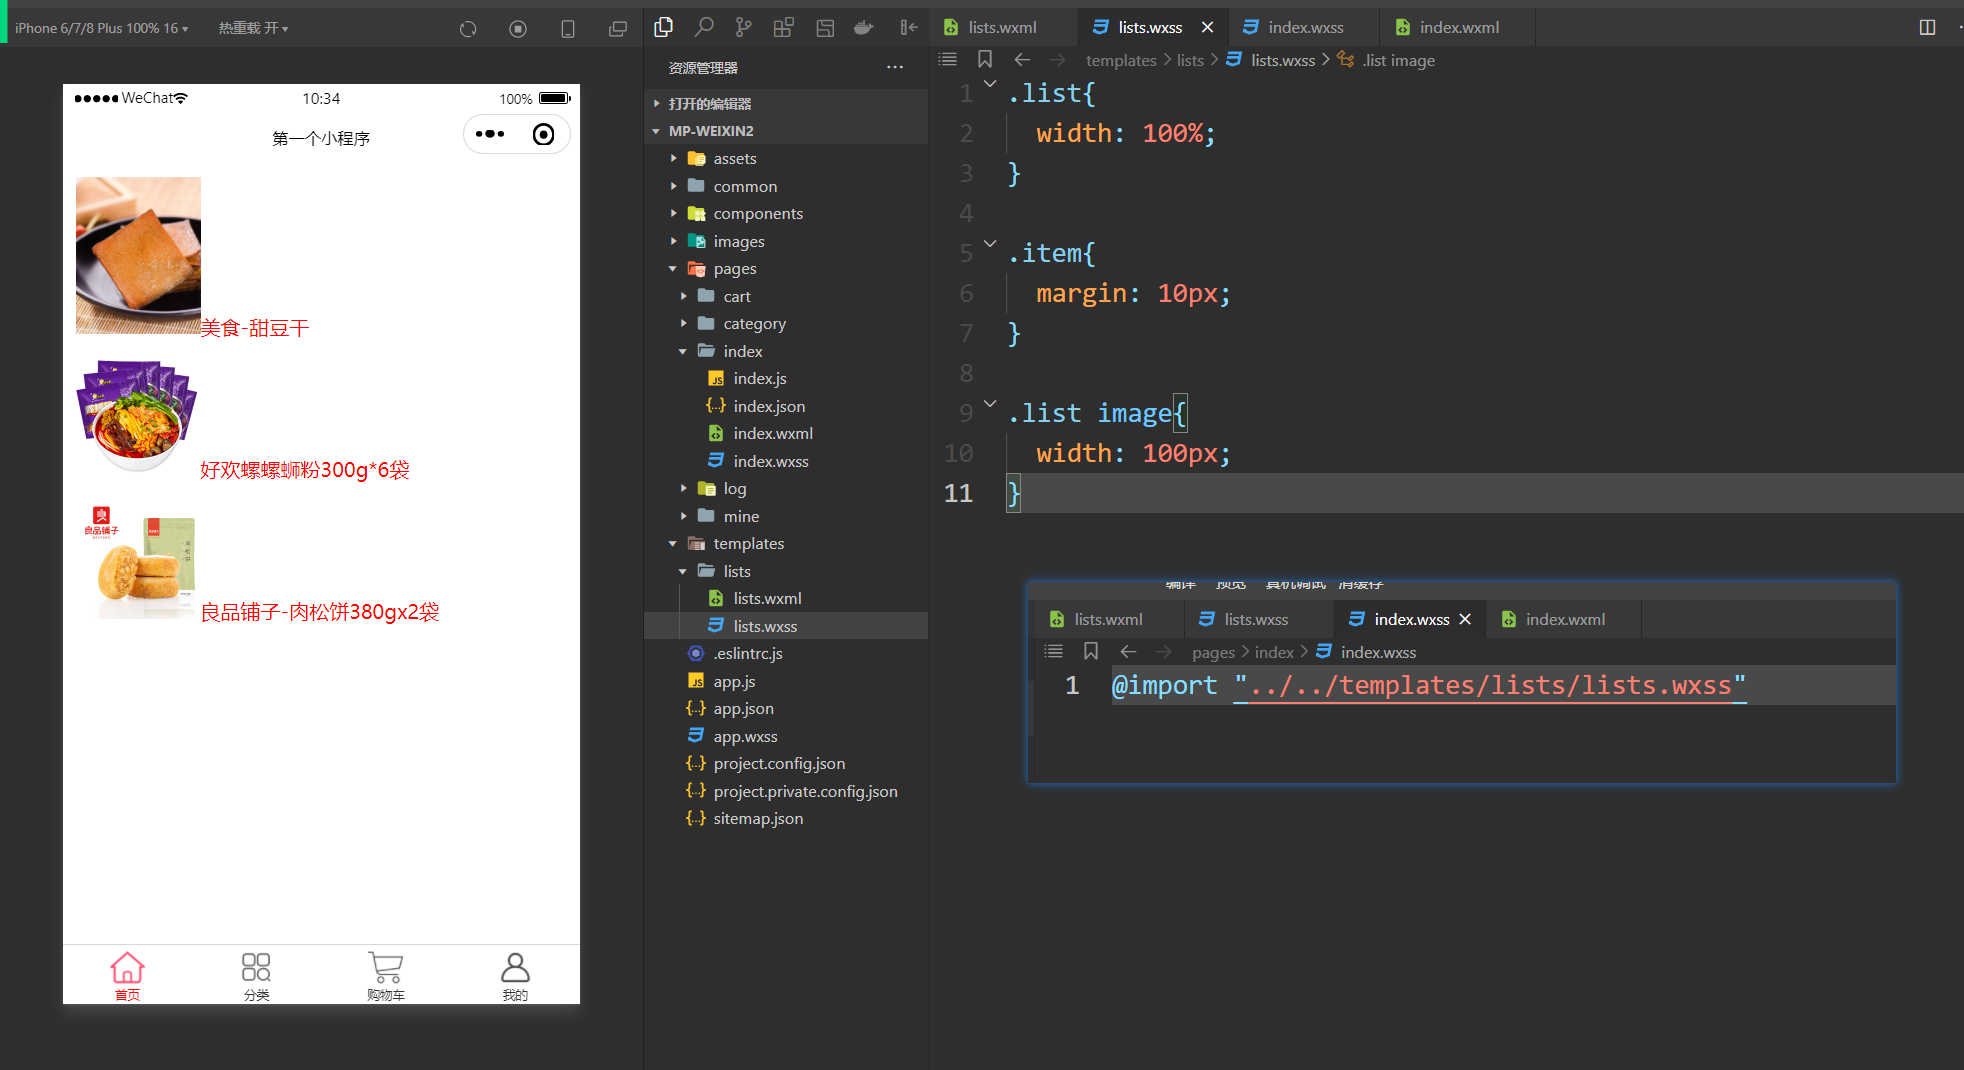 iPhone 6/7/8 Plus 100% 16
热重载 开
WeChat
10:34
100%
第一个小程序
美食-甜豆干
好欢螺螺蛳粉300g*6袋
良品铺子
良品铺子-肉松饼380gx2袋
首页
分类
购物车
我的
资源管理器
打开的编辑器
MP-WEIXIN2
assets
common
components
images
pages
cart
category
index
index.js
index.json
index.wxml
index.wxss
log
mine
templates
lists
lists.wxml
lists.wxss
.eslintrc.js
app.js
app.json
app.wxss
project.config.json
project.private.config.json
sitemap.json
lists.wxml
lists.wxss
index.wxss
index.wxml
templates > lists > lists.wxss > .list image
1 .list{
2 width: 100%;
3 }
4
5 .item{
6 margin: 10px;
7 }
8
9 .list image{
10 width: 100px;
11 }
编译 预览 真机调试 清缓存
lists.wxml
lists.wxss
index.wxss
index.wxml
pages > index > index.wxss
1 @import "../../templates/lists/lists.wxss"